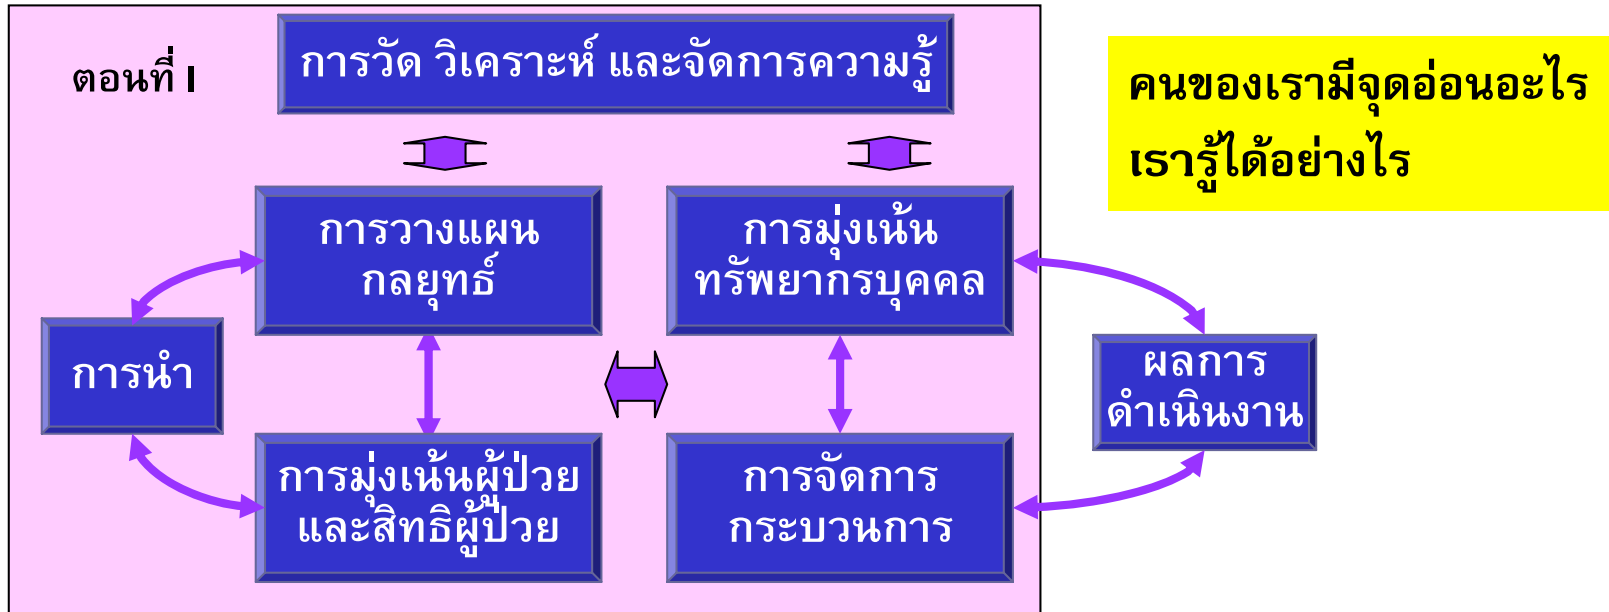 ตอนที่ I
การวัด วิเคราะห์ และจัดการความรู้
คนของเรามีจุดอ่อนอะไร
เรารู้ได้อย่างไร
การวางแผน
กลยุทธ์
การมุ่งเน้น
ทรัพยากรบุคคล
การนำ
ผลการ
ดำเนินงาน
การมุ่งเน้นผู้ป่วย
และสิทธิผู้ป่วย
การจัดการ
กระบวนการ